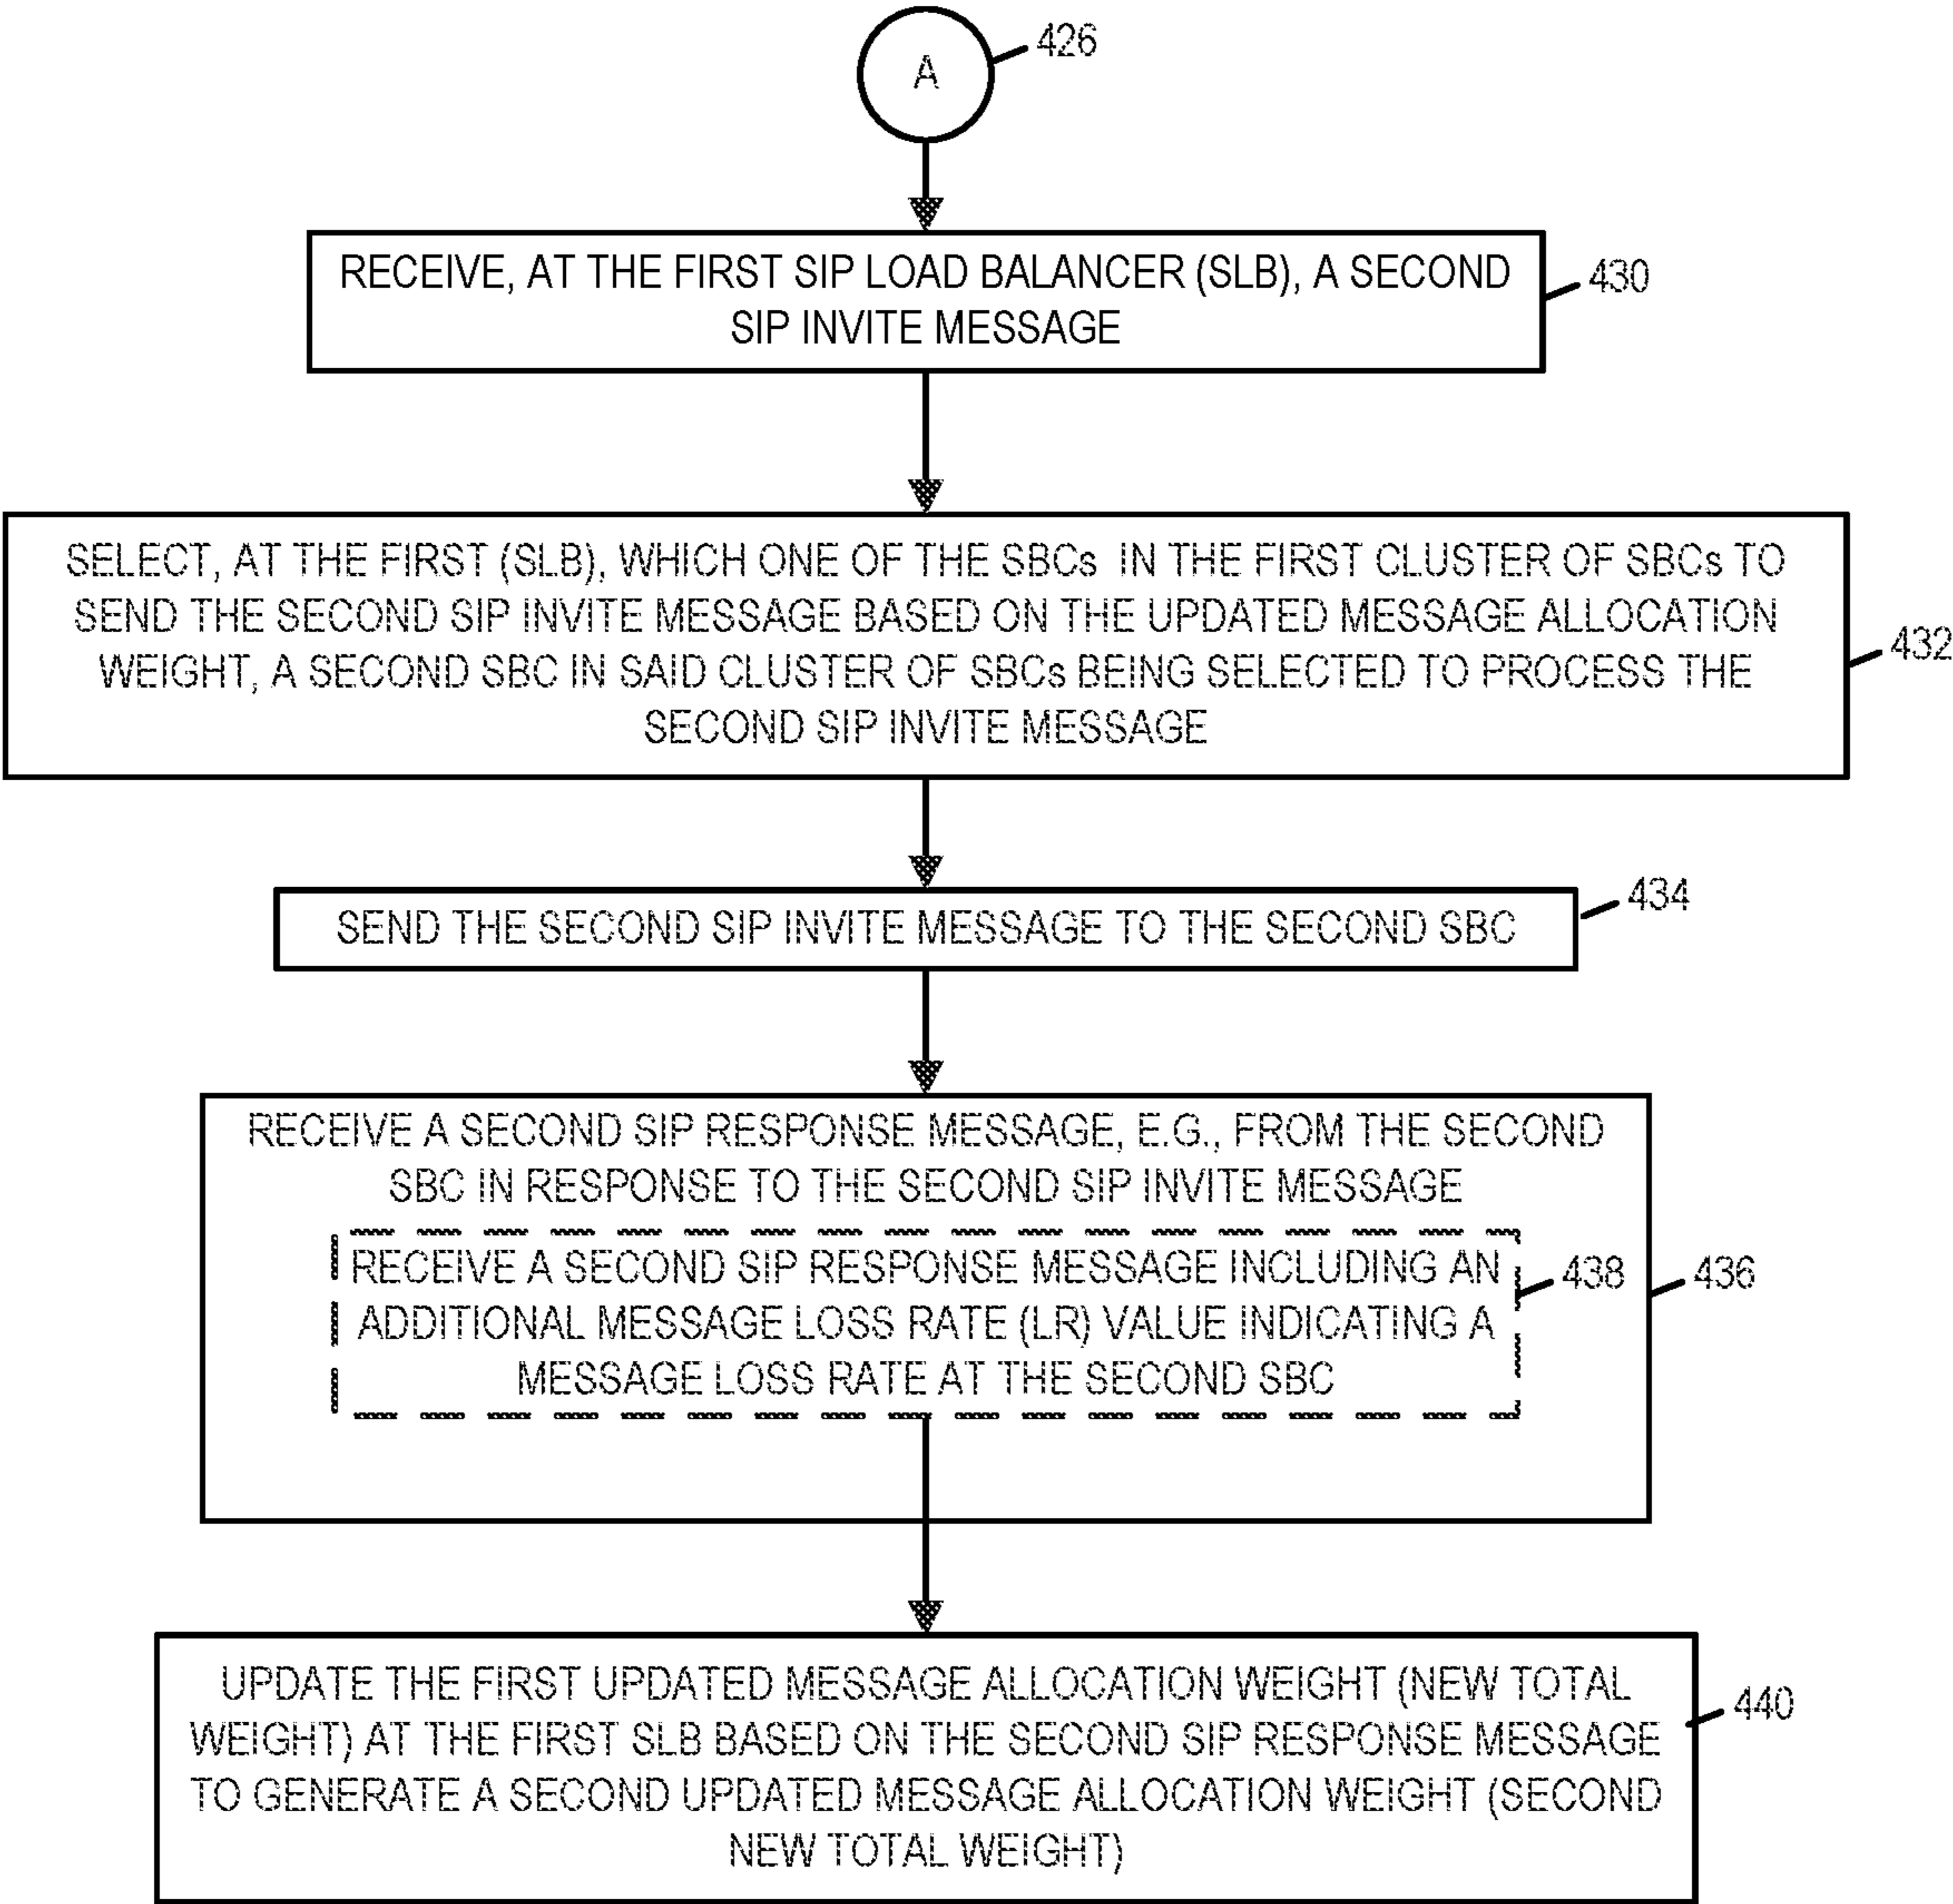 A
426
RECEIVE, AT THE FIRST SIP LOAD BALANCER (SLB), A SECOND
SIP INVITE MESSAGE
430
SELECT, AT THE FIRST (SLB), WHICH ONE OF THE SBCs IN THE FIRST CLUSTER OF SBCs TO
SEND THE SECOND SIP INVITE MESSAGE BASED ON THE UPDATED MESSAGE ALLOCATION
WEIGHT, A SECOND SBC IN SAID CLUSTER OF SBCs BEING SELECTED TO PROCESS THE
SECOND SIP INVITE MESSAGE
432
SEND THE SECOND SIP INVITE MESSAGE TO THE SECOND SBC
434
RECEIVE A SECOND SIP RESPONSE MESSAGE, E.G., FROM THE SECOND
SBC IN RESPONSE TO THE SECOND SIP INVITE MESSAGE
RECEIVE A SECOND SIP RESPONSE MESSAGE INCLUDING AN
ADDITIONAL MESSAGE LOSS RATE (LR) VALUE INDICATING A
MESSAGE LOSS RATE AT THE SECOND SBC
438
436
UPDATE THE FIRST UPDATED MESSAGE ALLOCATION WEIGHT (NEW TOTAL
WEIGHT) AT THE FIRST SLB BASED ON THE SECOND SIP RESPONSE MESSAGE
TO GENERATE A SECOND UPDATED MESSAGE ALLOCATION WEIGHT (SECOND
NEW TOTAL WEIGHT)
440